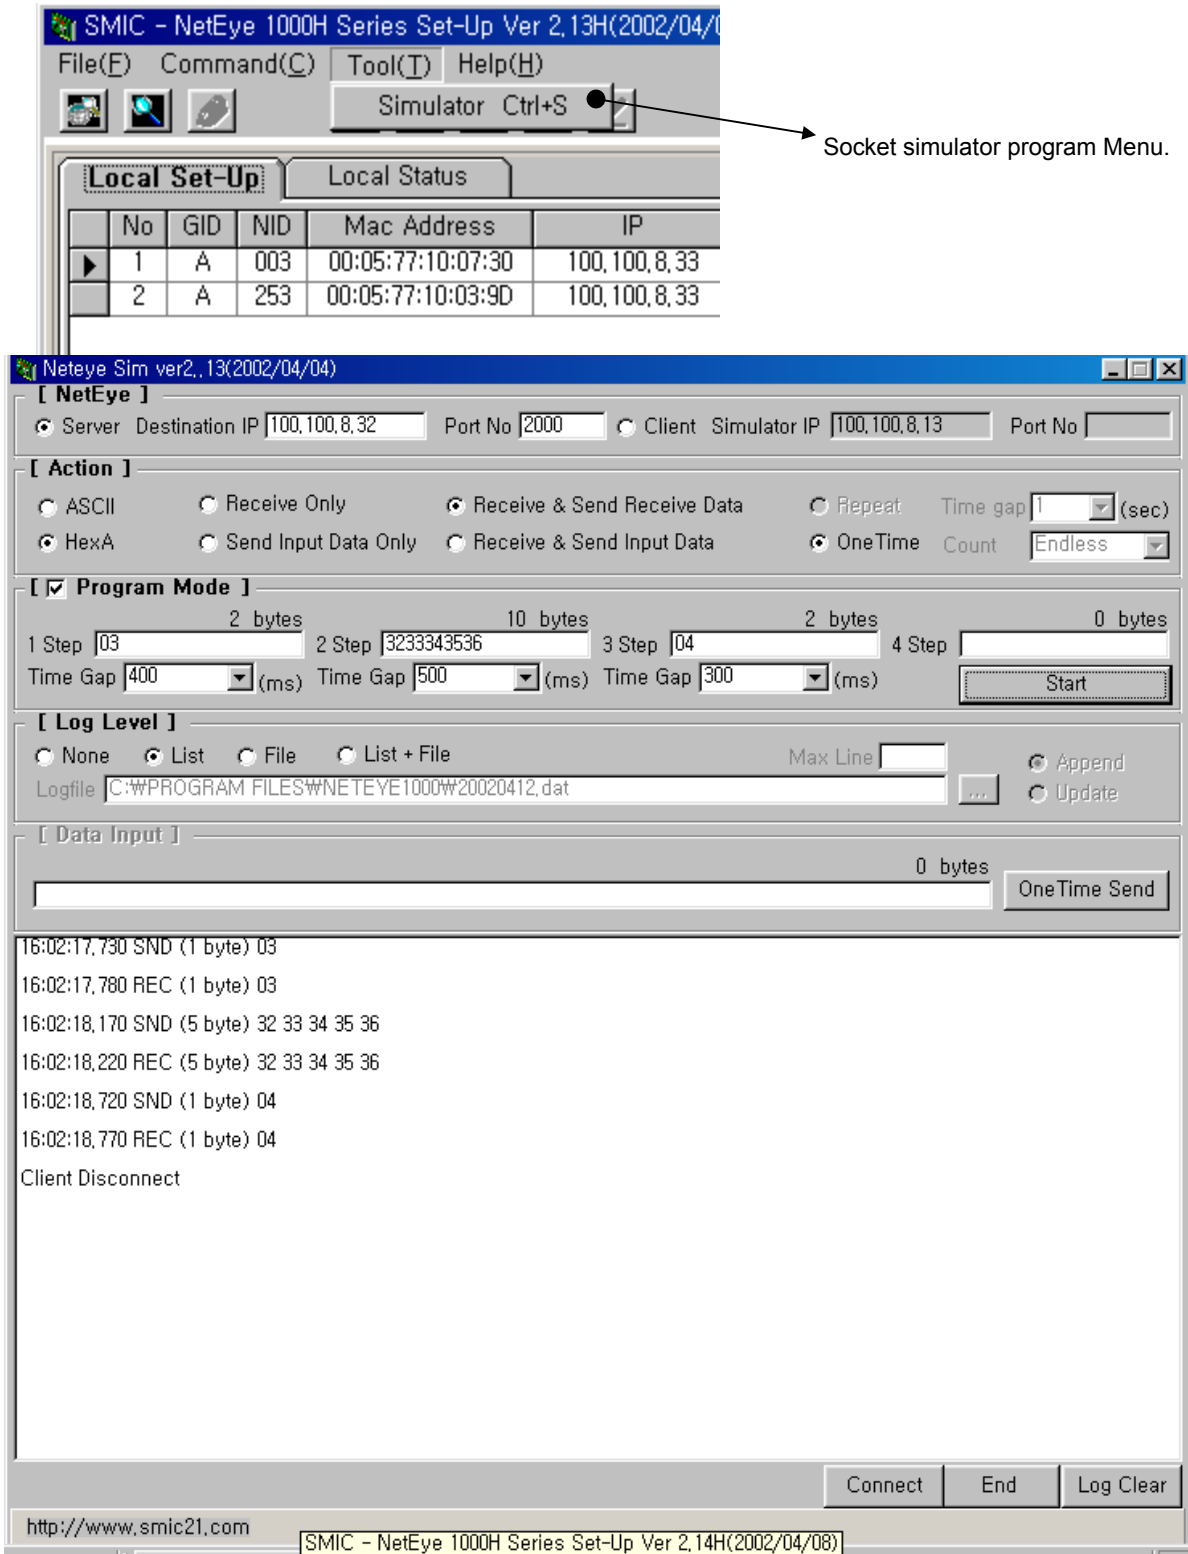 SMIC - NetEye 1000H Series Set-Up Ver 2,13H(2002/04/
File(F) Command(C) Tool(T) Help(H)
Simulator Ctrl+S
Socket simulator program Menu.
Local Set-Up Local Status
No GID NID Mac Address IP
1 A 003 00:05:77:10:07:30 100,100,8,33
2 A 253 00:05:77:10:03:9D 100,100,8,33
Neteye Sim ver2,,13(2002/04/04)
[ NetEye ]
Server Destination IP 100,100,8,32 Port No 2000 Client Simulator IP 100,100,8,13 Port No
[ Action ]
ASCII Receive Only Receive & Send Receive Data Repeat Time gap 1 (sec)
HexA Send Input Data Only Receive & Send Input Data OneTime Count Endless
[ Program Mode ]
2 bytes 10 bytes 2 bytes 0 bytes
1 Step 03 2 Step 3233343536 3 Step 04 4 Step
Time Gap 400 (ms) Time Gap 500 (ms) Time Gap 300 (ms) Start
[ Log Level ]
None List File List + File Max Line Append
Logfile C:₩PROGRAM FILES₩NETEYE1000₩20020412,dat ... Update
[ Data Input ]
0 bytes
OneTime Send
16:02:17,730 SND (1 byte) 03
16:02:17,780 REC (1 byte) 03
16:02:18,170 SND (5 byte) 32 33 34 35 36
16:02:18,220 REC (5 byte) 32 33 34 35 36
16:02:18,720 SND (1 byte) 04
16:02:18,770 REC (1 byte) 04
Client Disconnect
Connect End Log Clear
http://www,smic21,com
SMIC - NetEye 1000H Series Set-Up Ver 2,14H(2002/04/08)